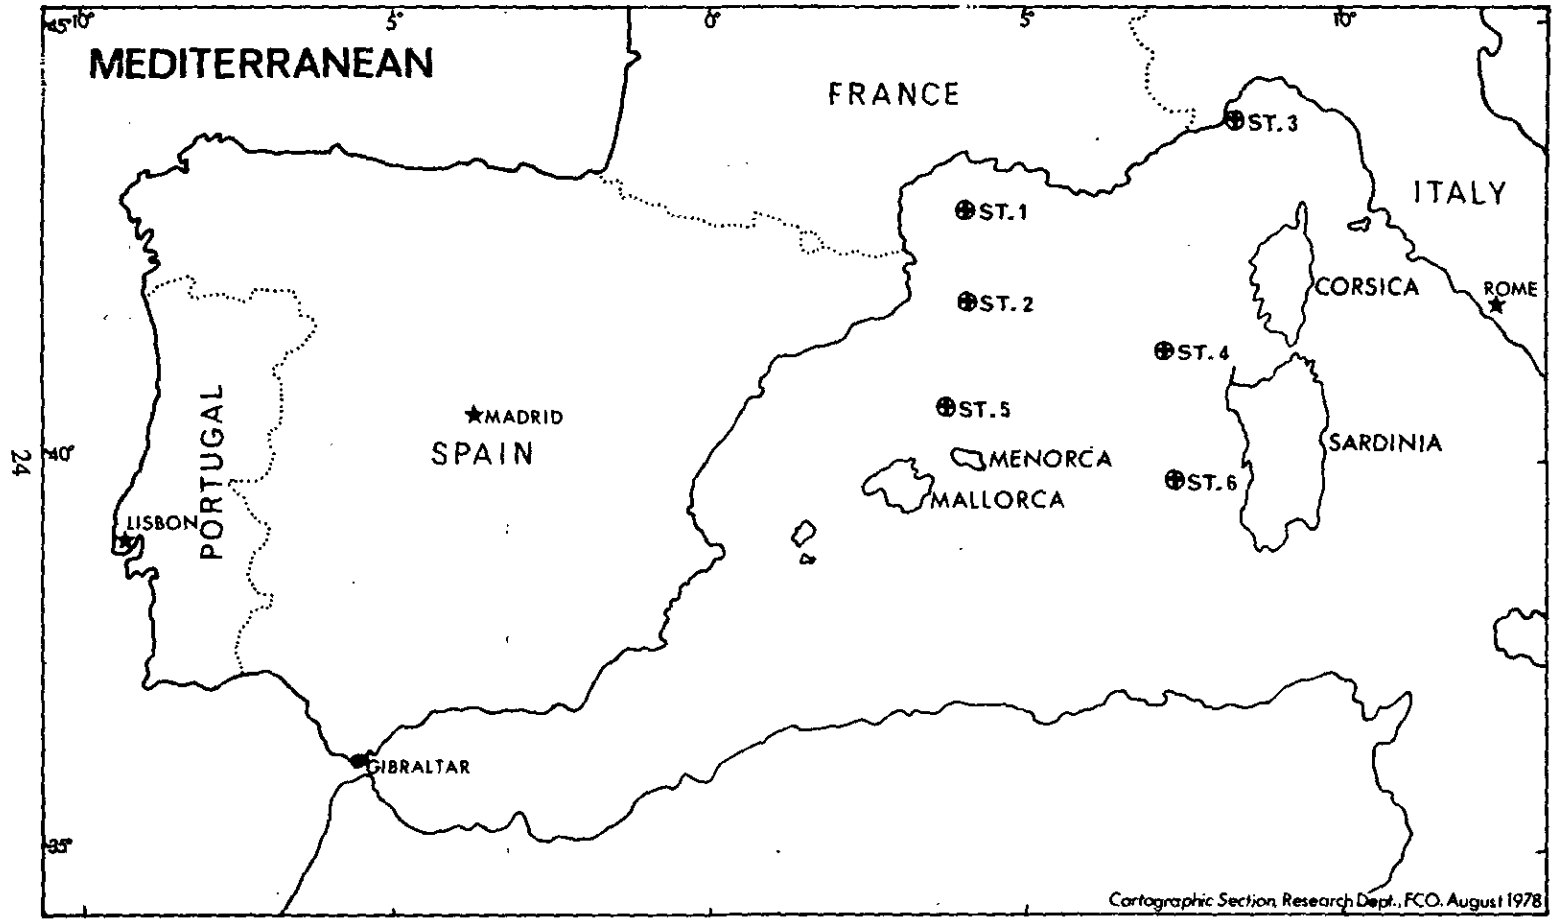 45°10° 5° 0° 5° 10°
MEDITERRANEAN
FRANCE
ST. 3
ITALY
ST. 1
CORSICA
ROME
ST. 2
ST. 4
ST. 5
MADRID
PORTUGAL
SPAIN
SARDINIA
40°
MENORCA
24
ST. 6
MALLORCA
LISBON
GIBRALTAR
35°
Cartographic Section, Research Dept., FCO. August 1978